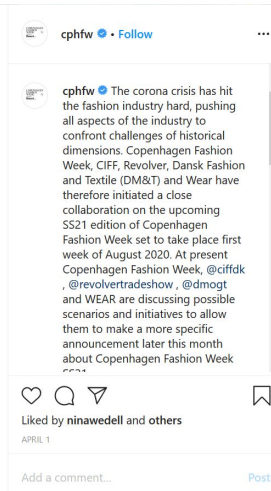 cphfw • Follow
cphfw The corona crisis has hit
the fashion industry hard, pushing
all aspects of the industry to
confront challenges of historical
dimensions. Copenhagen Fashion
Week, CIFF, Revolver, Dansk Fashion
and Textile (DM&T) and Wear have
therefore initiated a close
collaboration on the upcoming
SS21 edition of Copenhagen
Fashion Week set to take place first
week of August 2020. At present
Copenhagen Fashion Week, @ciffdk
, @revolvertradeshow , @dmogt
and WEAR are discussing possible
scenarios and initiatives to allow
them to make a more specific
announcement later this month
about Copenhagen Fashion Week
Liked by ninawedell and others
APRIL 1
Add a comment...
Post